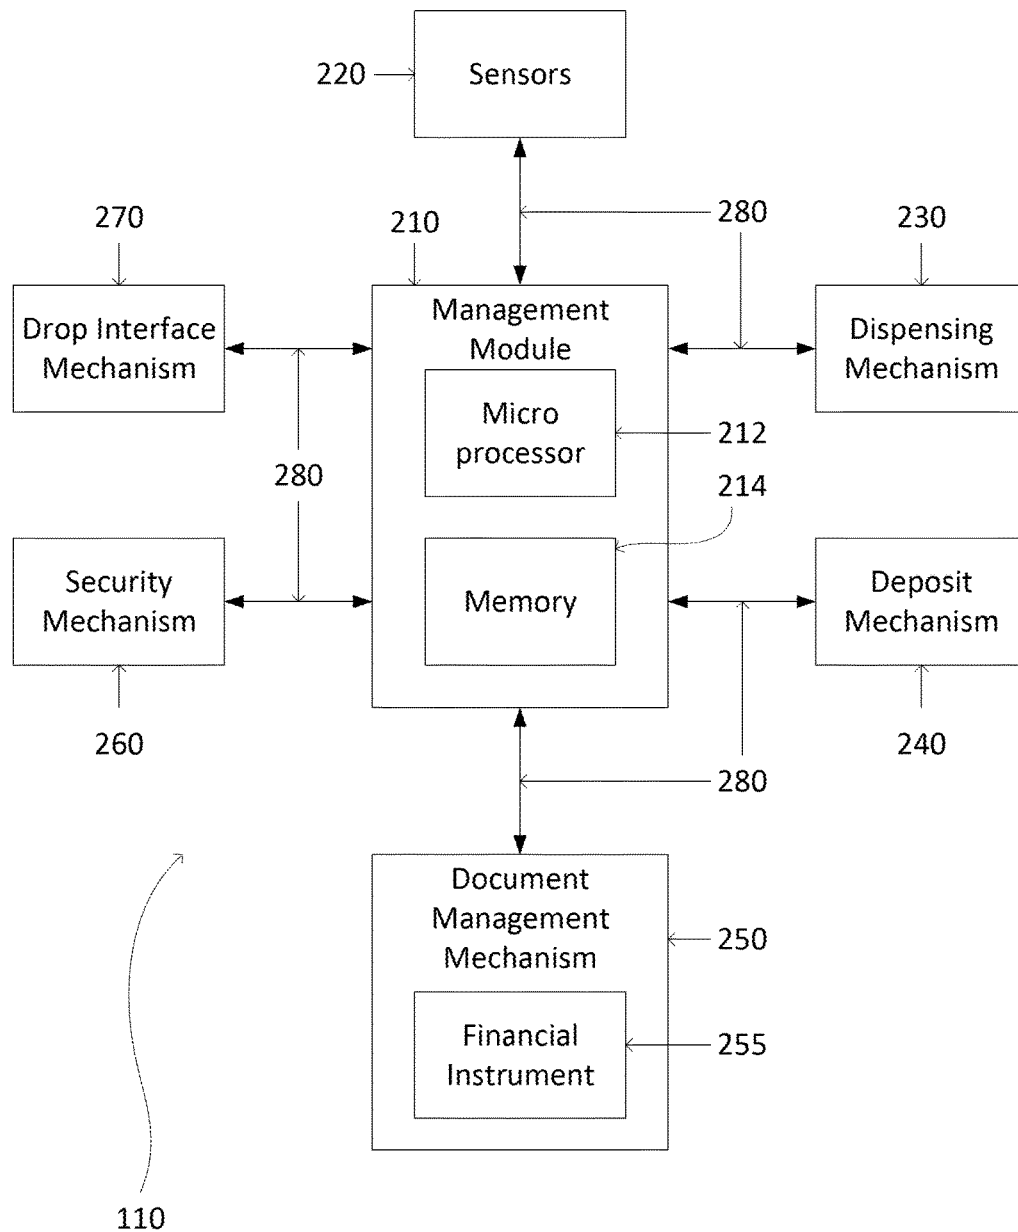 Sensors
220
270
210
280
230
Drop Interface
Mechanism
Management
Module
Dispensing
Mechanism
Micro
processor
212
280
214
Security
Mechanism
Memory
Deposit
Mechanism
260
280
240
Document
Management
Mechanism
250
Financial
Instrument
255
110